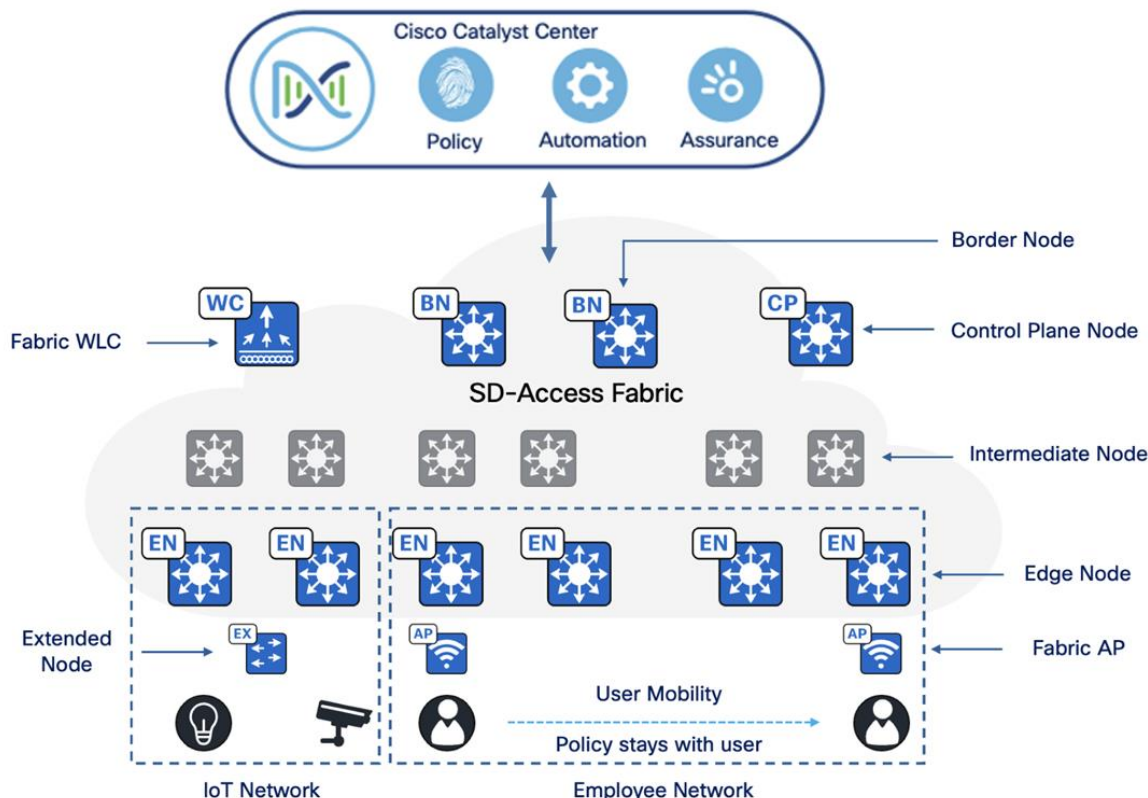 Cisco Catalyst Center
Policy
Automation
Assurance
Border Node
WC
BN
BN
CP
Fabric WLC
Control Plane Node
SD-Access Fabric
Intermediate Node
EN
EN
EN
EN
EN
EN
Edge Node
Extended
Node
EX
AP
AP
Fabric AP
User Mobility
Policy stays with user
IoT Network
Employee Network